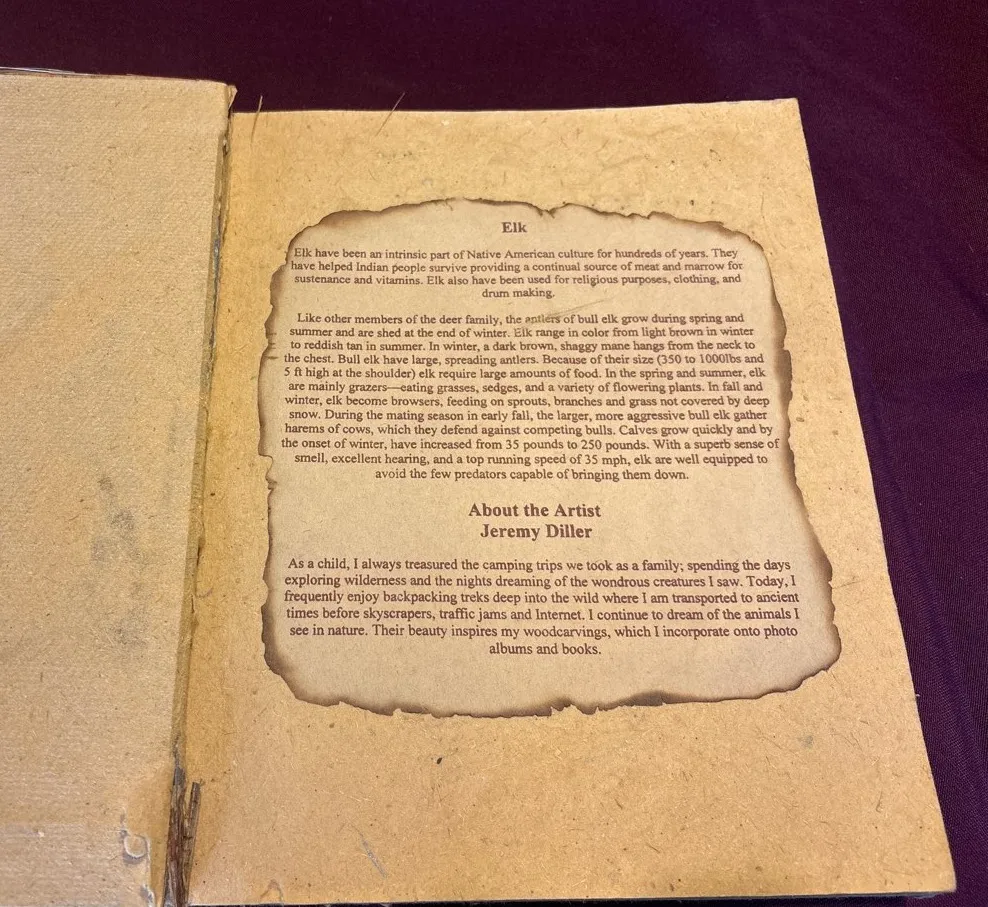 Elk
Elk have been an intrinsic part of Native American culture for hundreds of years. They
have helped Indian people survive providing a continual source of meat and marrow for
sustenance and vitamins. Elk also have been used for religious purposes, clothing, and
drum making.
Like other members of the deer family, the antlers of bull elk grow during spring and
summer and are shed at the end of winter. Elk range in color from light brown in winter
to reddish tan in summer. In winter, a dark brown, shaggy mane hangs from the neck to
the chest. Bull elk have large, spreading antlers. Because of their size (350 to 1000lbs and
5 ft high at the shoulder) elk require large amounts of food. In the spring and summer, elk
are mainly grazers—eating grasses, sedges, and a variety of flowering plants. In fall and
winter, elk become browsers, feeding on sprouts, branches and grass not covered by deep
snow. During the mating season in early fall, the larger, more aggressive bull elk gather
harems of cows, which they defend against competing bulls. Calves grow quickly and by
the onset of winter, have increased from 35 pounds to 250 pounds. With a superb sense of
smell, excellent hearing, and a top running speed of 35 mph, elk are well equipped to
avoid the few predators capable of bringing them down.
About the Artist
Jeremy Diller
As a child, I always treasured the camping trips we took as a family; spending the days
exploring wilderness and the nights dreaming of the wondrous creatures I saw. Today, I
frequently enjoy backpacking treks deep into the wild where I am transported to ancient
times before skyscrapers, traffic jams and Internet. I continue to dream of the animals I
see in nature. Their beauty inspires my woodcarvings, which I incorporate onto photo
albums and books.